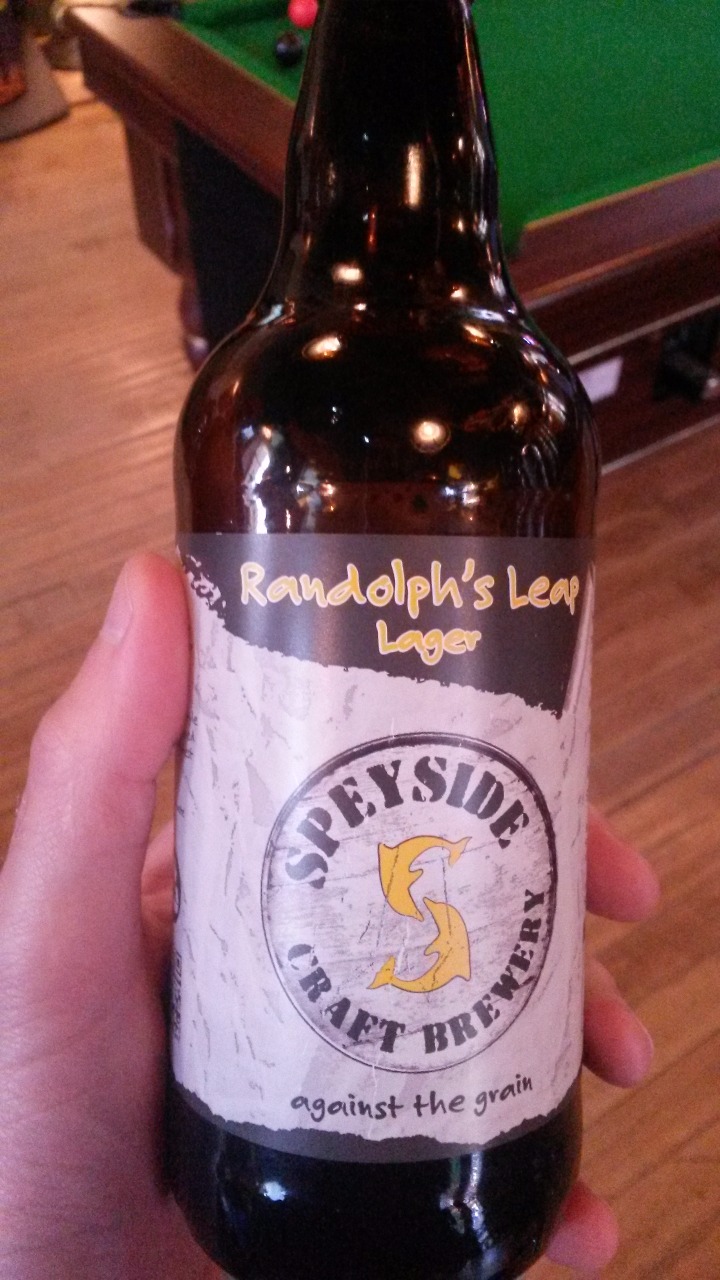 Randolph's Leap
Lager
SPEYSIDE
CRAFT BREWERY
against the grain